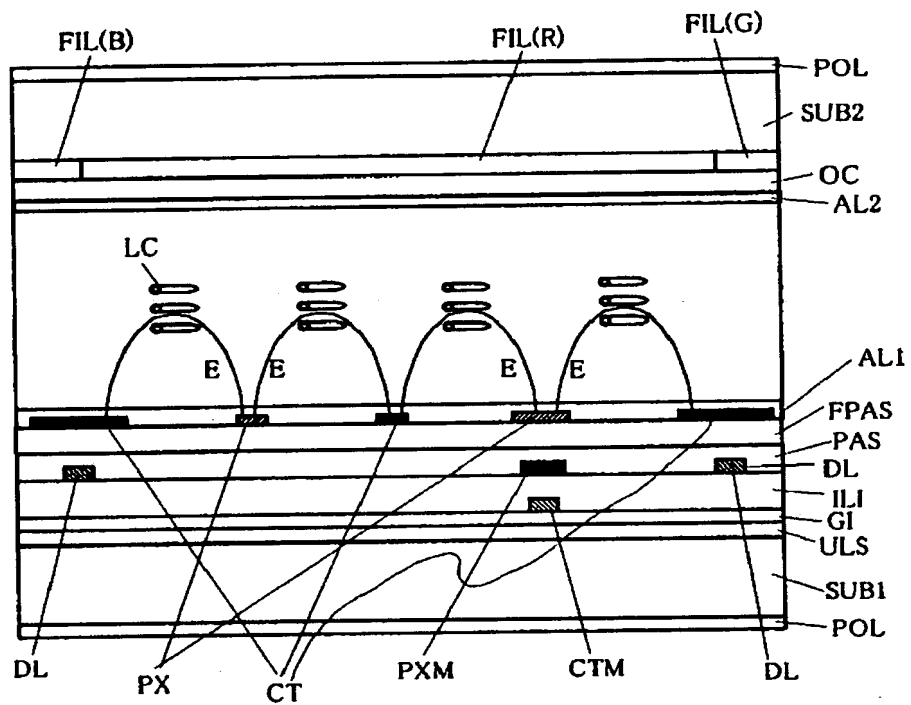 FIL(B)
FIL(R)
FIL(G)
POL
SUB2
OC
AL2
LC
E
E
E
E
AL1
FPAS
PAS
DL
ILI
GI
ULS
SUB1
POL
DL
PX
CT
PXM
CTM
DL